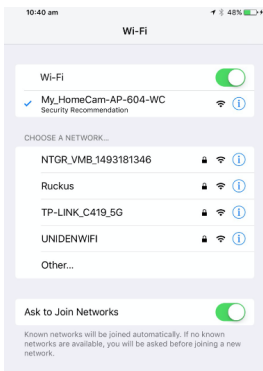 10:40 am 48%
Wi-Fi
Wi-Fi
My_HomeCam-AP-604-WC
Security Recommendation
CHOOSE A NETWORK...
NTGR_VMB_1493181346
Ruckus
TP-LINK_C419_5G
UNIDENWIFI
Other...
Ask to Join Networks
Known networks will be joined automatically. If no known
networks are available, you will be asked before joining a new
network.